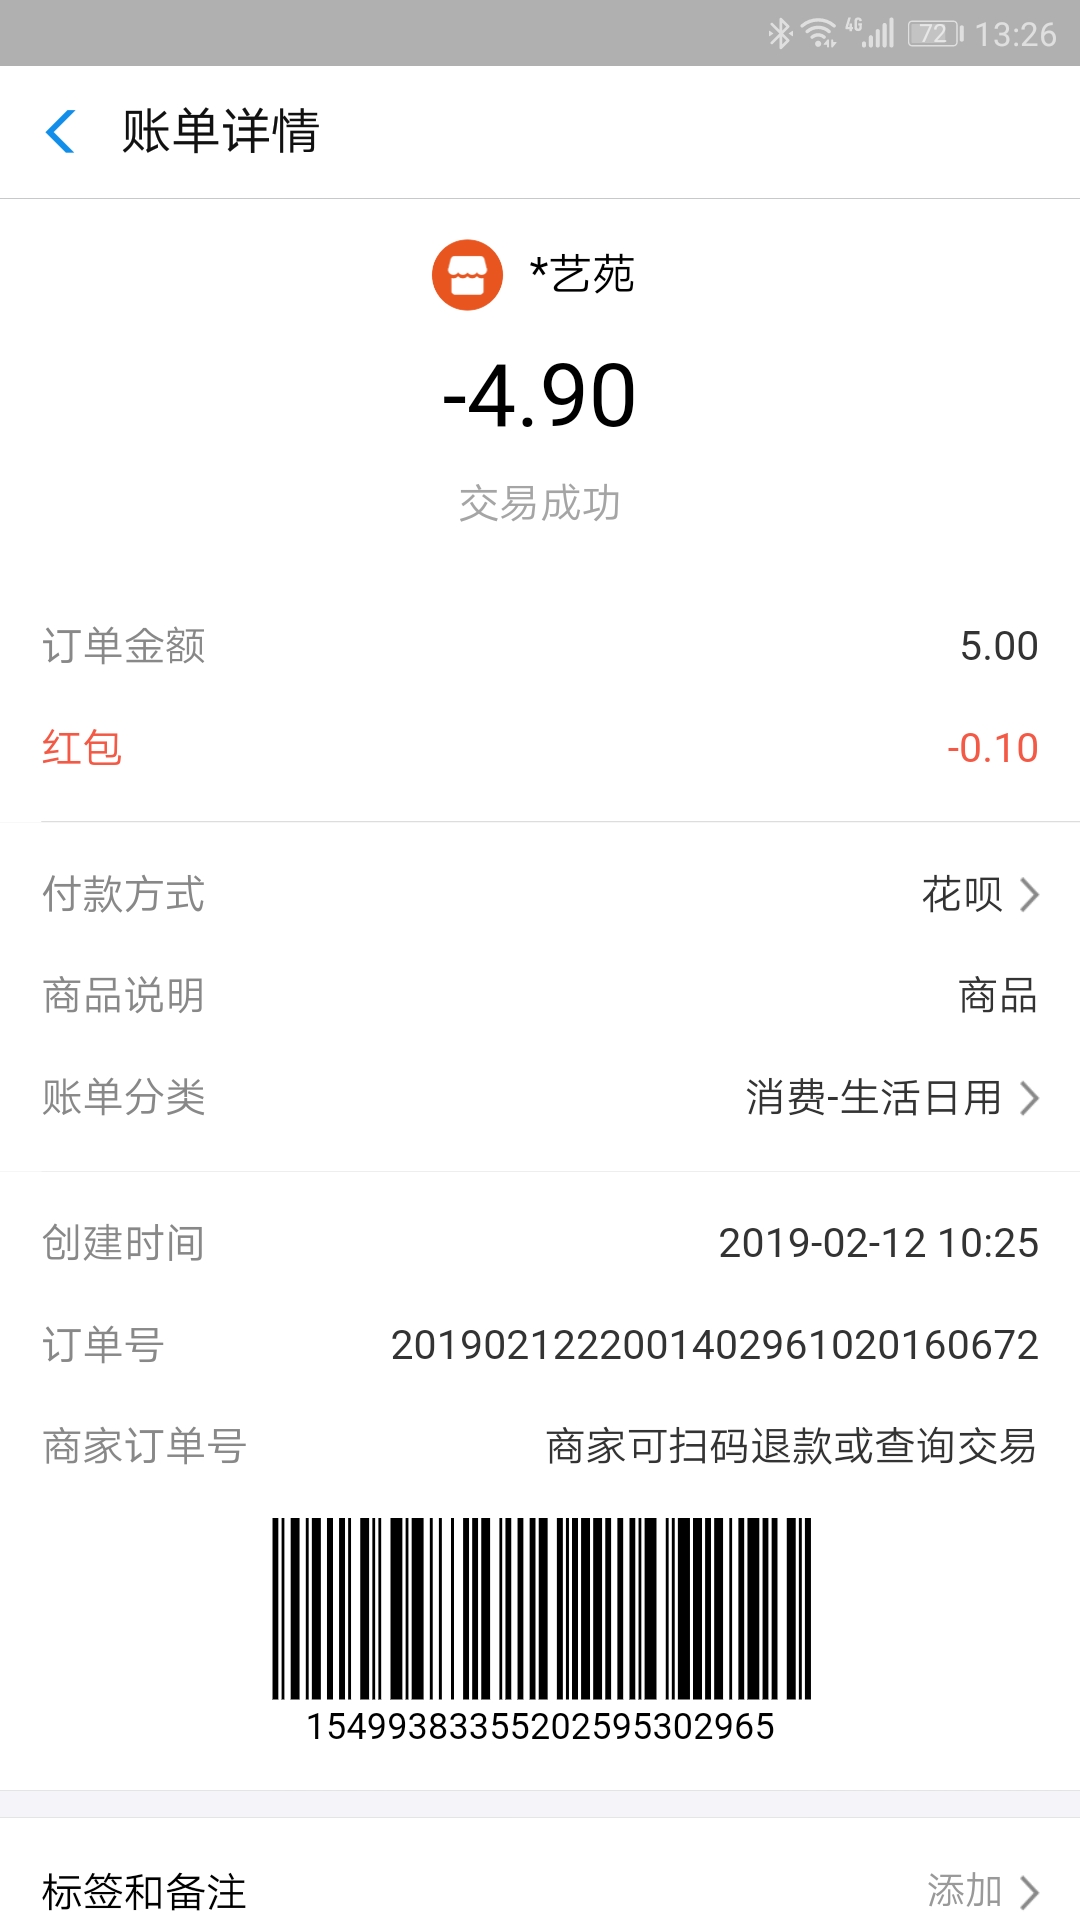 4G 72 13:26
账单详情
*艺苑
-4.90
交易成功
订单金额 5.00
红包 -0.10
付款方式 花呗
商品说明 商品
账单分类 消费-生活日用
创建时间 2019-02-12 10:25
订单号 2019021222001402961020160672
商家订单号 商家可扫码退款或查询交易
15499383355202595302965
标签和备注 添加